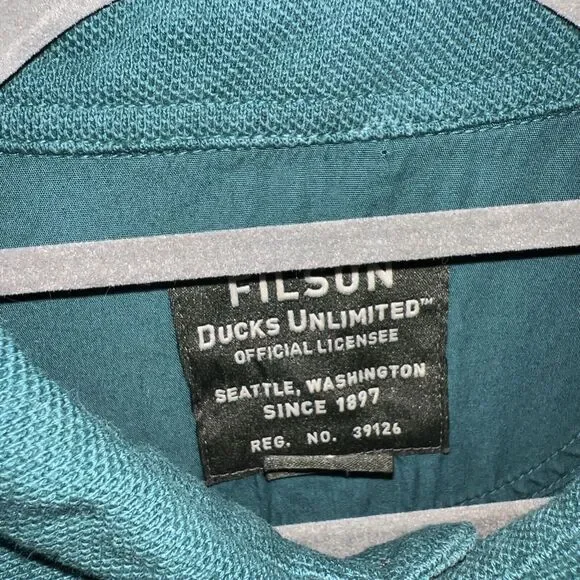 FILSON
DUCKS UNLIMITED™
OFFICIAL LICENSEE
SEATTLE, WASHINGTON
SINCE 1897
REG. NO. 39126